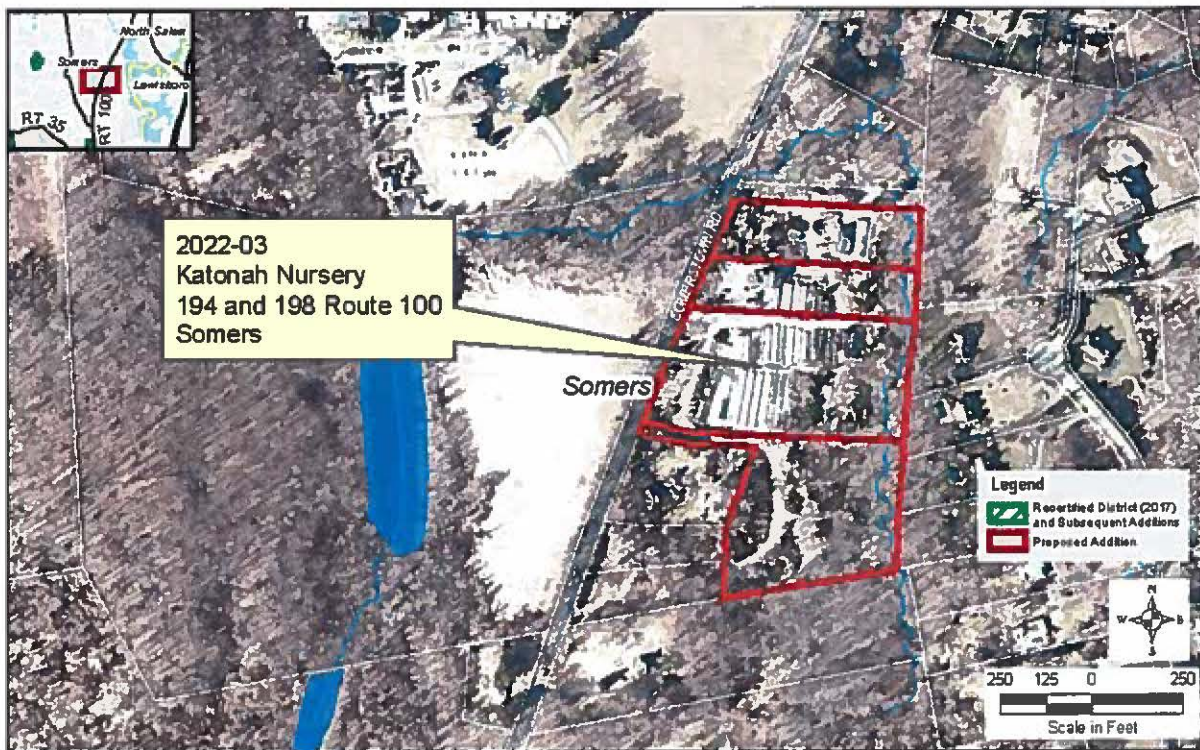 North Salem
Somers
Lewisboro
RT 35
RT 100
2022-03
Katonah Nursery
194 and 198 Route 100
Somers
Somers
Legend
Recertified District (2017)
and Subsequent Additions
Proposed Addition
N
W E
S
250 125 0 250
Scale in Feet